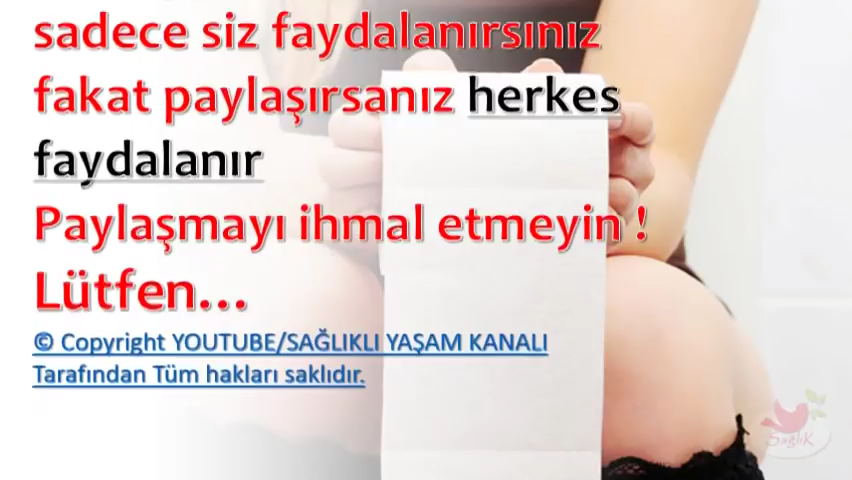 sadece siz faydalanırsınız
fakat paylaşırsanız herkes
faydalanır
Paylaşmayı ihmal etmeyin !
Lütfen...
© Copyright YOUTUBE/SAĞLIKLI YAŞAM KANALI
Tarafından Tüm hakları saklıdır.
Sağlık